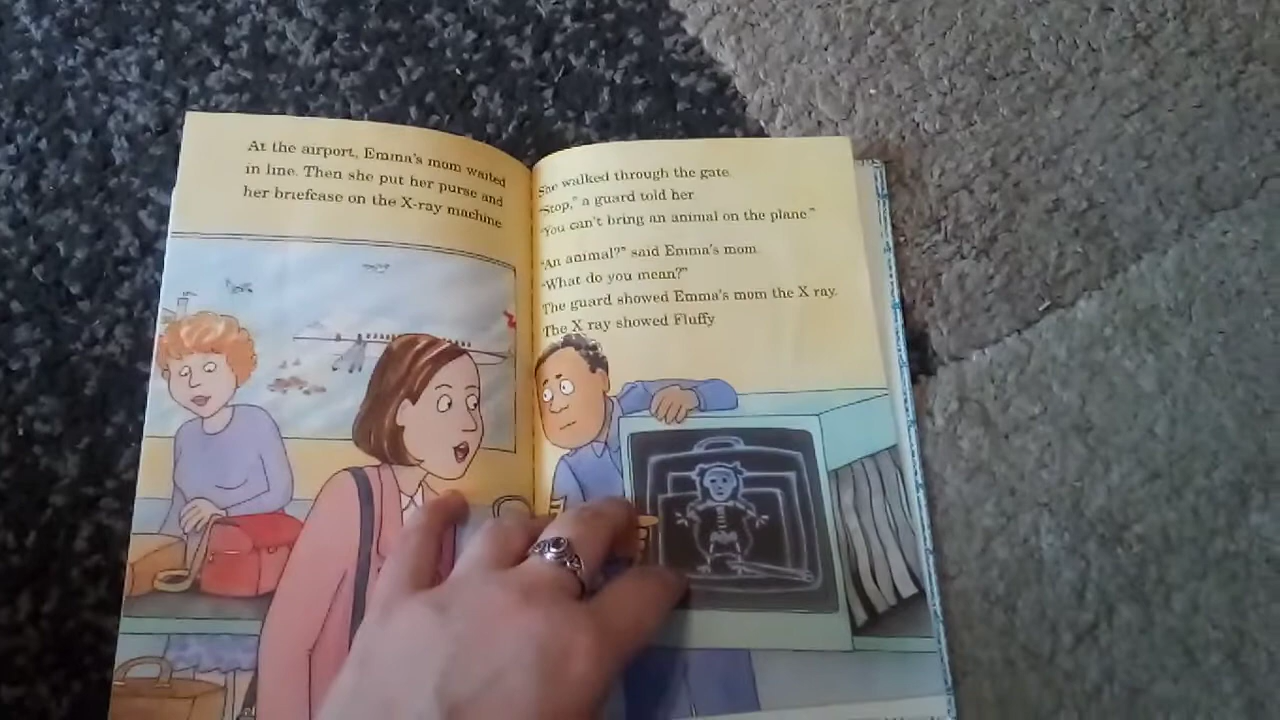 At the airport, Emma's mom waited
in line. Then she put her purse and
her briefcase on the X-ray machine
She walked through the gate.
"Stop," a guard told her
"You can't bring an animal on the plane."
"An animal?" said Emma's mom.
"What do you mean?"
The guard showed Emma's mom the X ray.
The X ray showed Fluffy